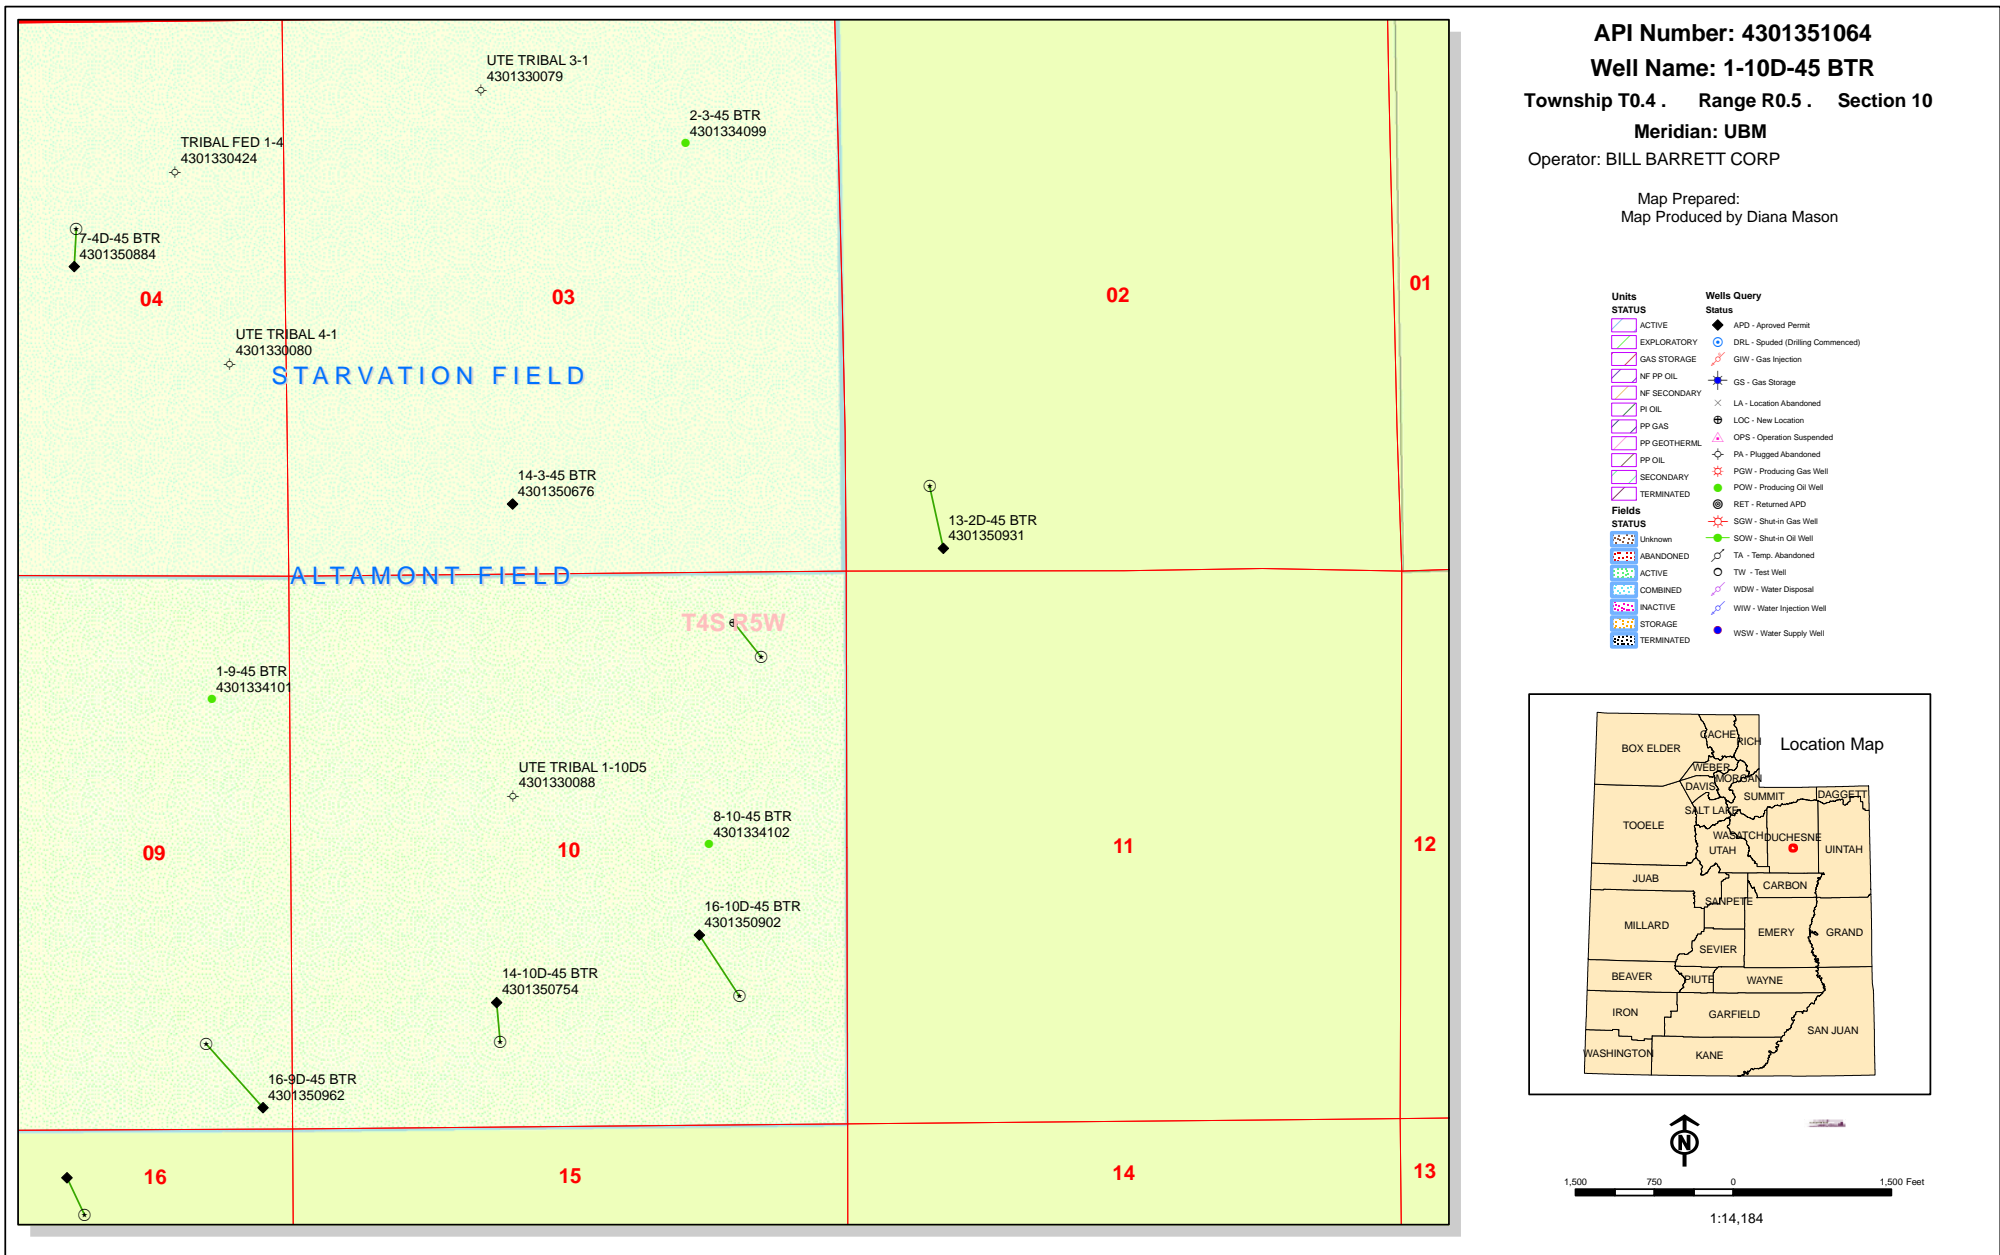 API Number: 4301351064
Well Name: 1-10D-45 BTR
Township T0.4 . Range R0.5 . Section 10
Meridian: UBM
Operator: BILL BARRETT CORP
Map Prepared:
Map Produced by Diana Mason
UTE TRIBAL 3-1
4301330079
2-3-45 BTR
4301334099
TRIBAL FED 1-4
4301330424
7-4D-45 BTR
4301350884
04
03
02
01
UTE TRIBAL 4-1
4301330080
STARVATION FIELD
14-3-45 BTR
4301350676
13-2D-45 BTR
4301350931
ALTAMONT FIELD
T4S R5W
1-9-45 BTR
4301334101
UTE TRIBAL 1-10D5
4301330088
8-10-45 BTR
4301334102
09
10
11
12
16-10D-45 BTR
4301350902
14-10D-45 BTR
4301350754
16-9D-45 BTR
4301350962
16
15
14
13
Units
STATUS
ACTIVE
EXPLORATORY
GAS STORAGE
NF PP OIL
NF SECONDARY
PI OIL
PP GAS
PP GEOTHERML
PP OIL
SECONDARY
TERMINATED
Fields
STATUS
Unknown
ABANDONED
ACTIVE
COMBINED
INACTIVE
STORAGE
TERMINATED
Wells Query
Status
APD - Aproved Permit
DRL - Spuded (Drilling Commenced)
GIW - Gas Injection
GS - Gas Storage
LA - Location Abandoned
LOC - New Location
OPS - Operation Suspended
PA - Plugged Abandoned
PGW - Producing Gas Well
POW - Producing Oil Well
RET - Returned APD
SGW - Shut-in Gas Well
SOW - Shut-in Oil Well
TA - Temp. Abandoned
TW - Test Well
WDW - Water Disposal
WIW - Water Injection Well
WSW - Water Supply Well
Location Map
CACHE
RICH
BOX ELDER
WEBER
MORGAN
DAVIS
SUMMIT
DAGGETT
SALT LAKE
TOOELE
WASATCH
DUCHESNE
UTAH
UINTAH
JUAB
CARBON
SANPETE
MILLARD
EMERY
GRAND
SEVIER
BEAVER
PIUTE
WAYNE
IRON
GARFIELD
SAN JUAN
WASHINGTON
KANE
N
1,500 750 0 1,500 Feet
1:14,184